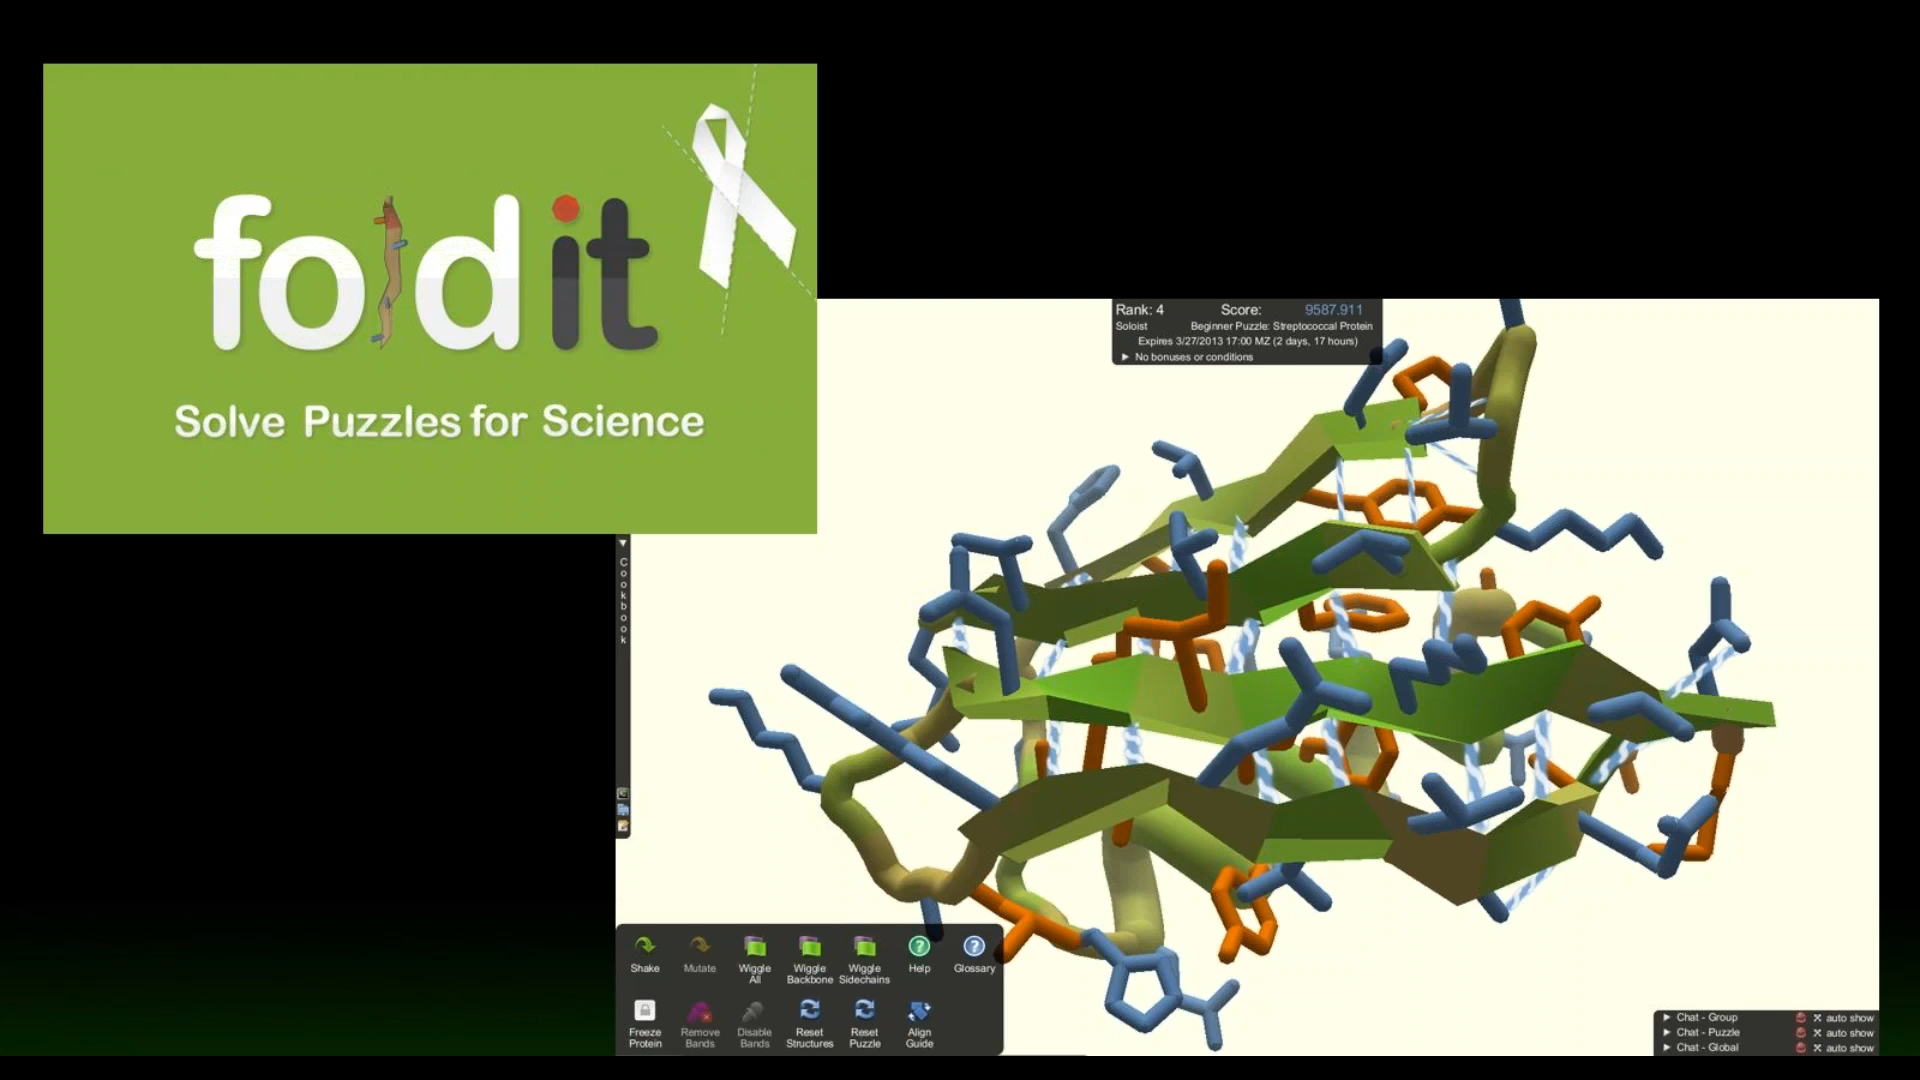 foldit
Solve Puzzles for Science
Rank: 4 Score: 9587.911
Soloist Beginner Puzzle: Streptococcal Protein
Expires 3/27/2013 17:00 MZ (2 days, 17 hours)
No bonuses or conditions
Cookbook
Shake
Mutate
Wiggle All
Wiggle Backbone
Wiggle Sidechains
Help
Glossary
Freeze Protein
Remove Bands
Disable Bands
Reset Structures
Reset Puzzle
Align Guide
Chat - Group auto show
Chat - Puzzle auto show
Chat - Global auto show